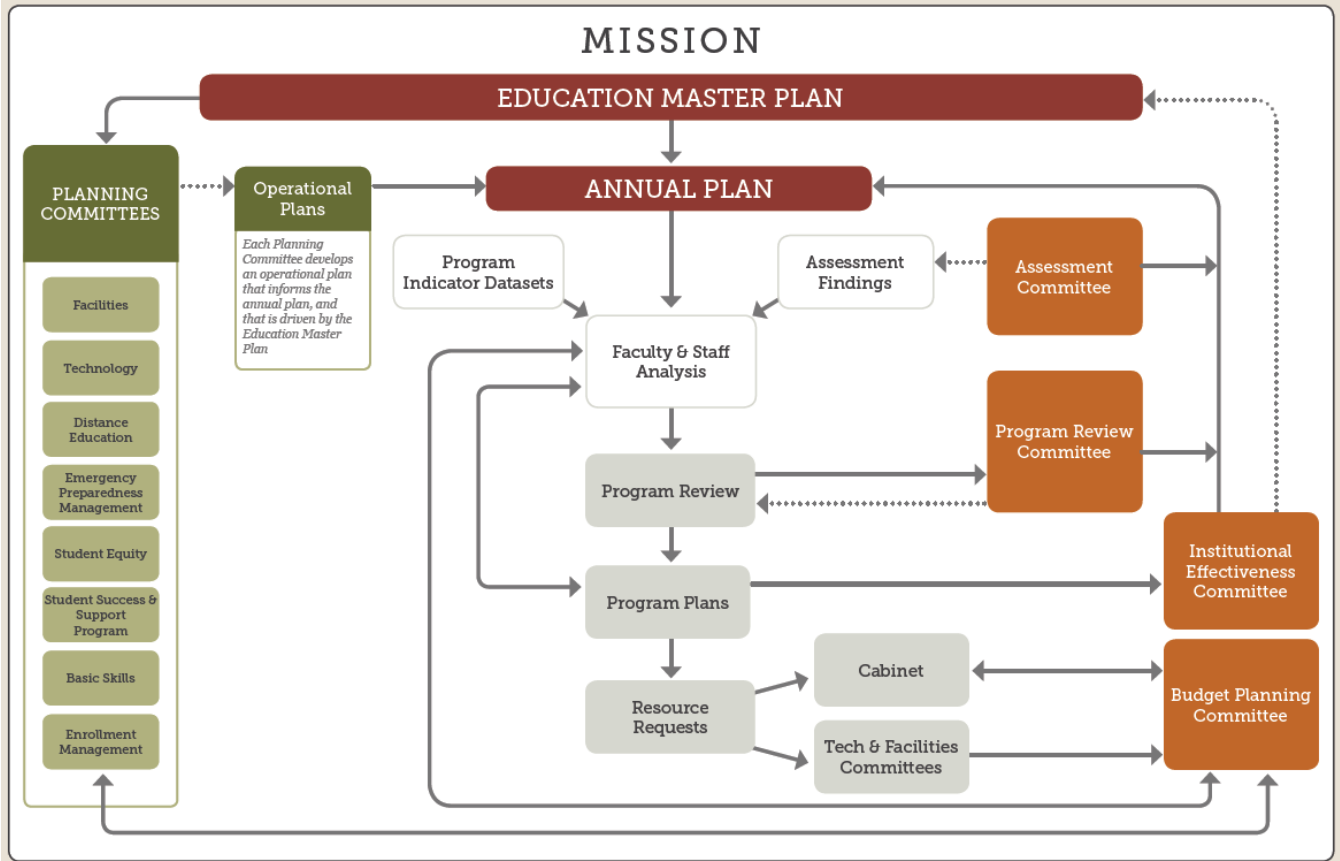 MISSION
EDUCATION MASTER PLAN
PLANNING
COMMITTEES
Facilities
Technology
Distance
Education
Emergency
Preparedness
Management
Student Equity
Student Success &
Support
Program
Basic Skills
Enrollment
Management
Operational
Plans
Each Planning
Committee develops
an operational plan
that informs the
annual plan, and
that is driven by the
Education Master
Plan
ANNUAL PLAN
Program
Indicator Datasets
Assessment
Findings
Assessment
Committee
Faculty & Staff
Analysis
Program Review
Committee
Program Review
Institutional
Effectiveness
Committee
Program Plans
Cabinet
Budget Planning
Committee
Resource
Requests
Tech & Facilities
Committees